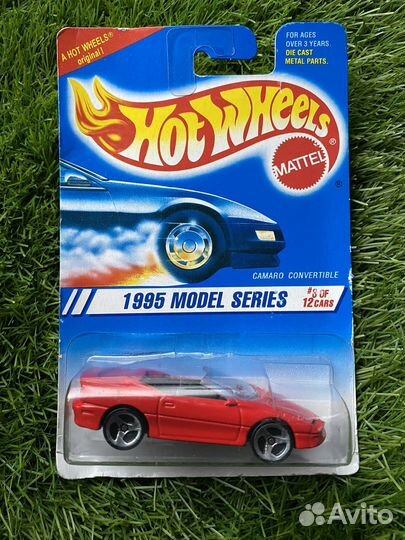 A HOT WHEELS®
original!
FOR AGES
OVER 3 YEARS.
DIE CAST
METAL PARTS.
HOT WHEELS®
MATTEL®
CAMARO CONVERTIBLE
1995 MODEL SERIES
#8 OF
12 CARS
Avito